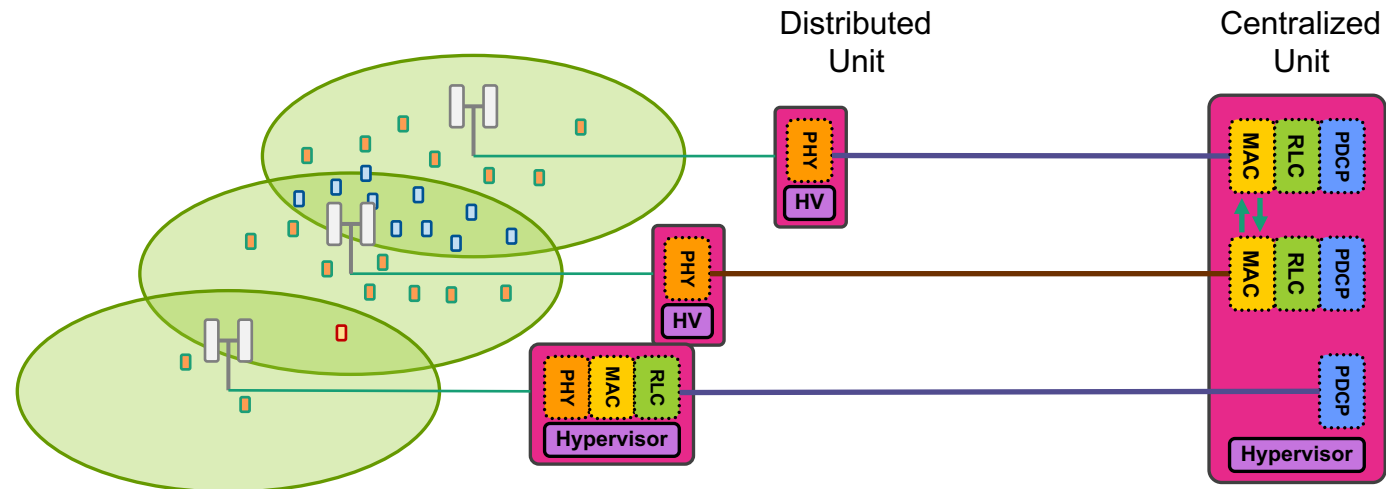 Distributed
Unit
Centralized
Unit
PHY
HV
MAC
RLC
PDCP
PHY
HV
MAC
RLC
PDCP
PHY
MAC
RLC
Hypervisor
PDCP
Hypervisor